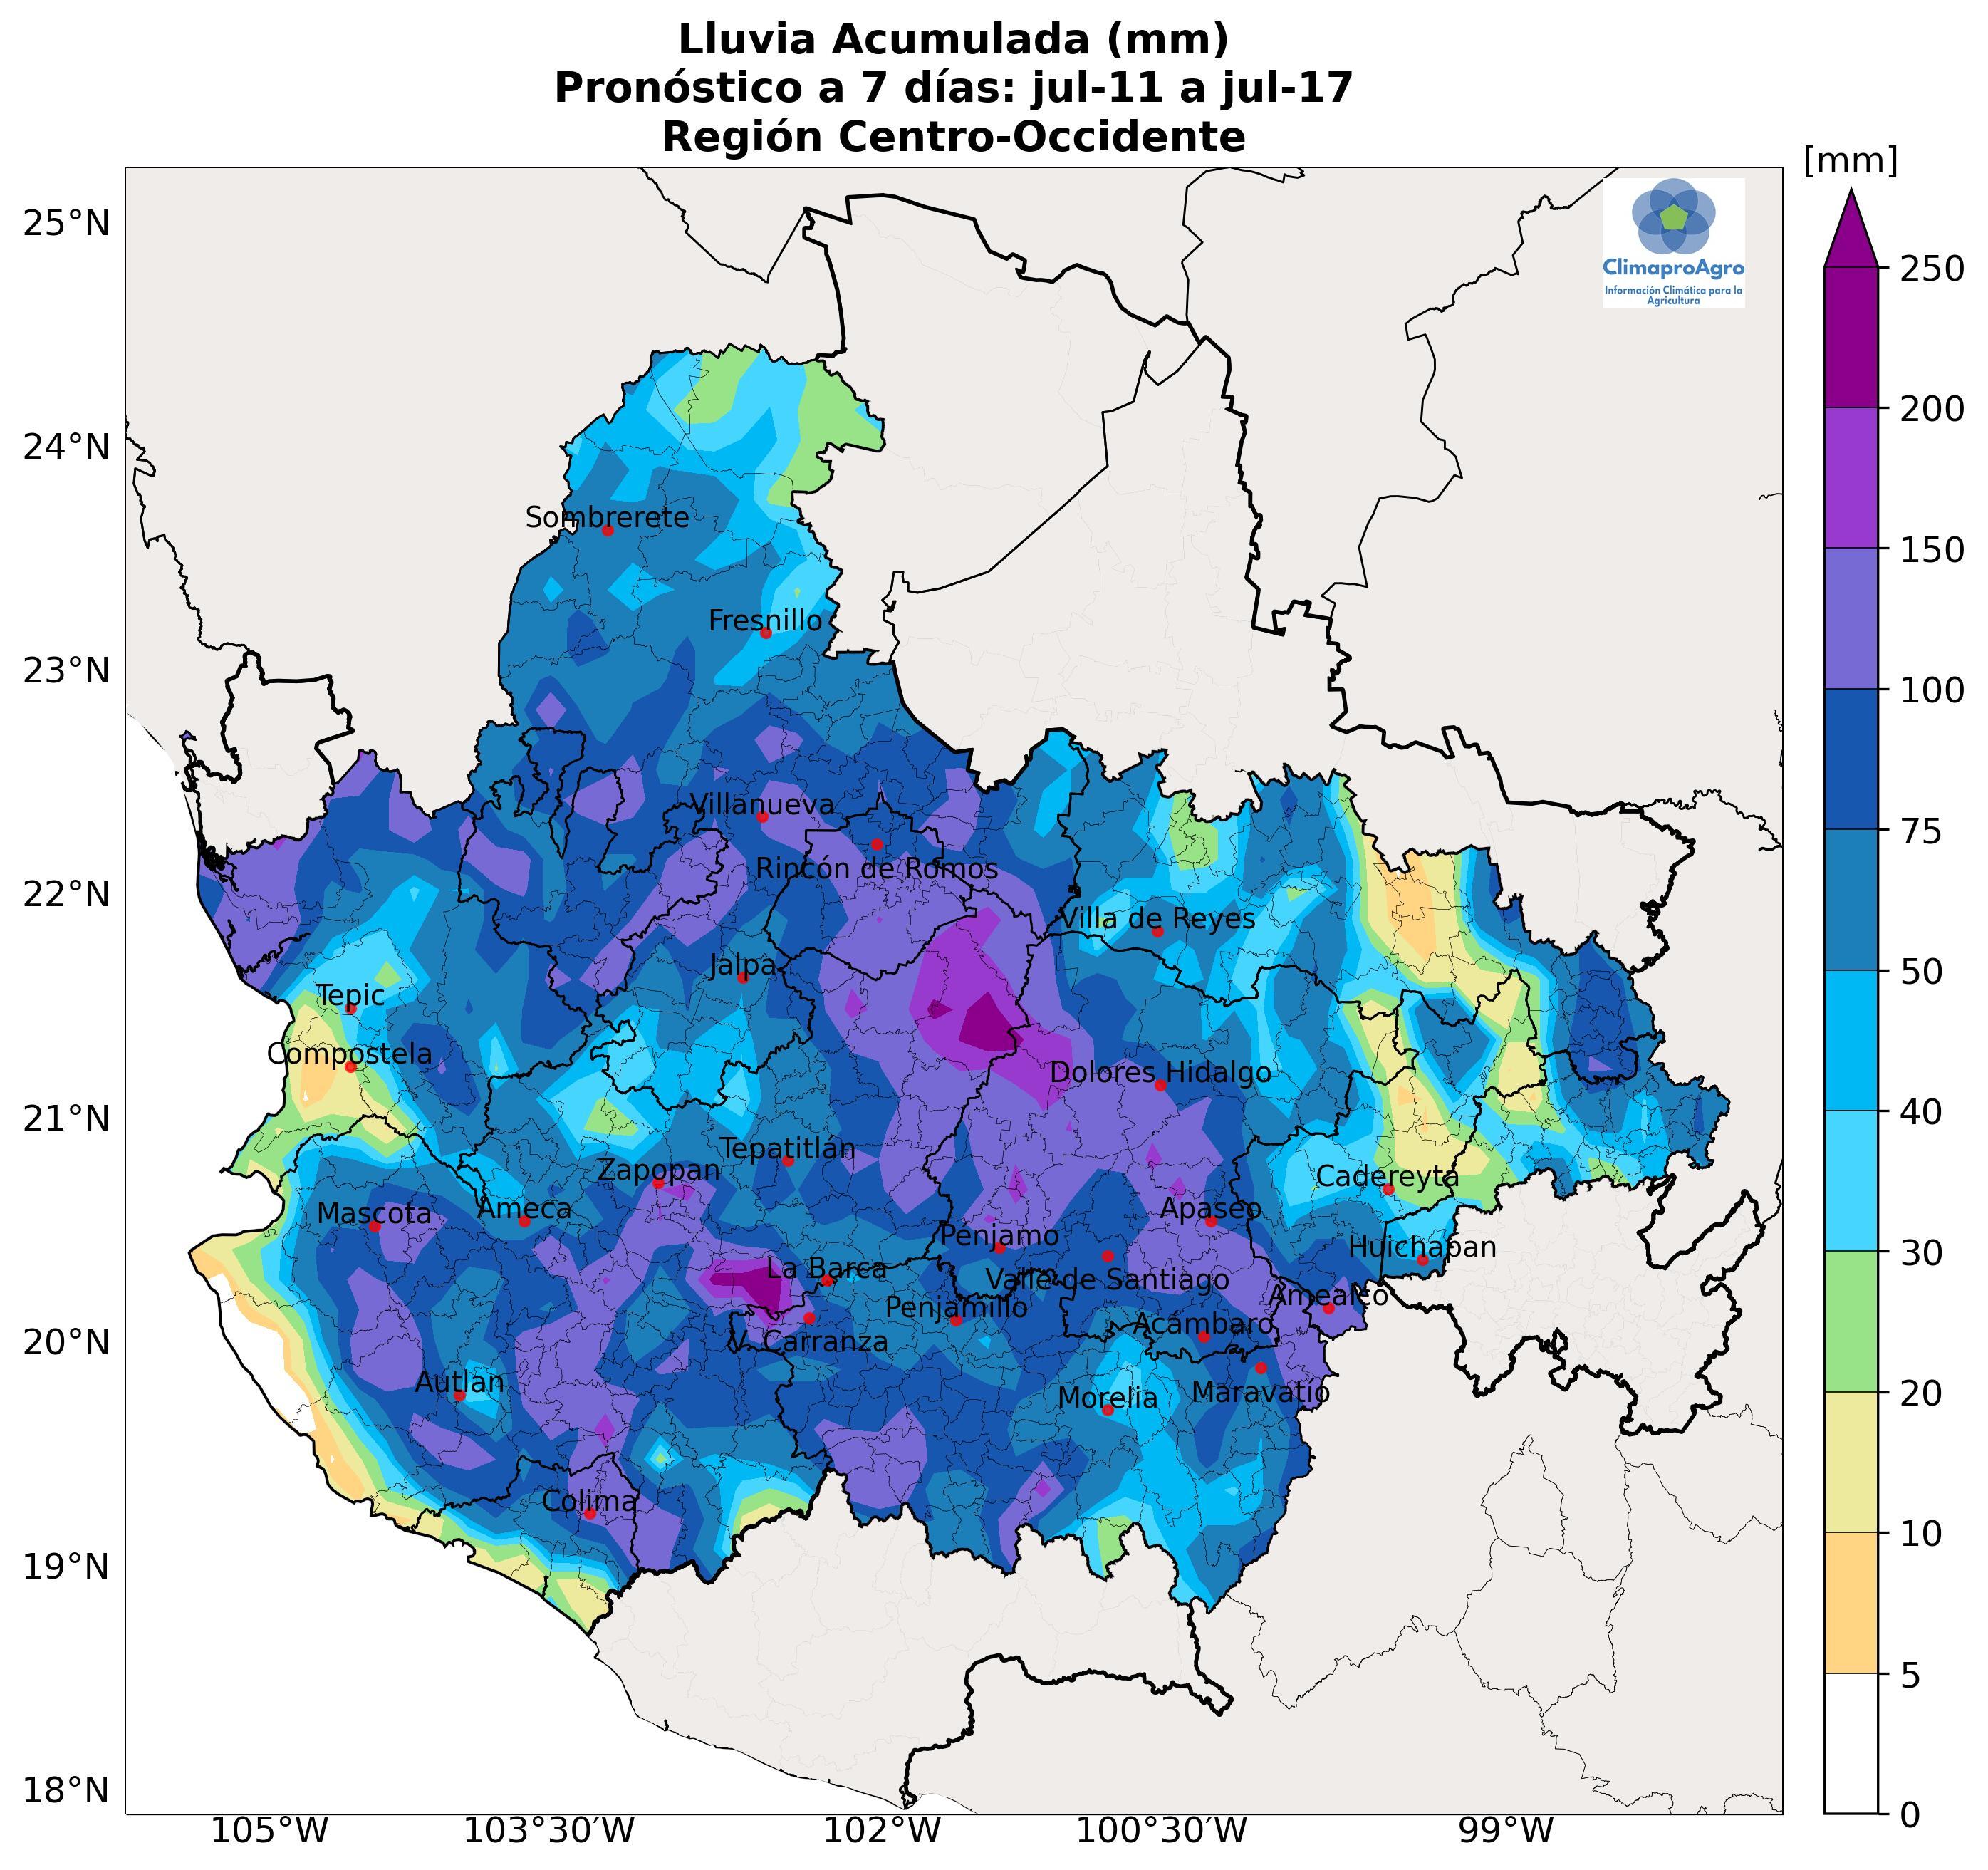 Lluvia Acumulada (mm)
Pronóstico a 7 días: jul-11 a jul-17
Región Centro-Occidente
[mm]
ClimaproAgro
Información Climática para la
Agricultura
25°N
24°N
23°N
22°N
21°N
20°N
19°N
18°N
Sombrerete
Fresnillo
Villanueva
Rincón de Romos
Villa de Reyes
Jalpa
Tepic
Compostela
Dolores Hidalgo
Tepatitlán
Zapopan
Cadereyta
Ameca
Mascota
Apaseo
Penjamo
Huichapan
La Barca
Valle de Santiago
Amealco
Penjamillo
Acámbaro
V. Carranza
Autlan
Morelia
Maravatío
Colima
105°W
103°30'W
102°W
100°30'W
99°W
250
200
150
100
75
50
40
30
20
10
5
0